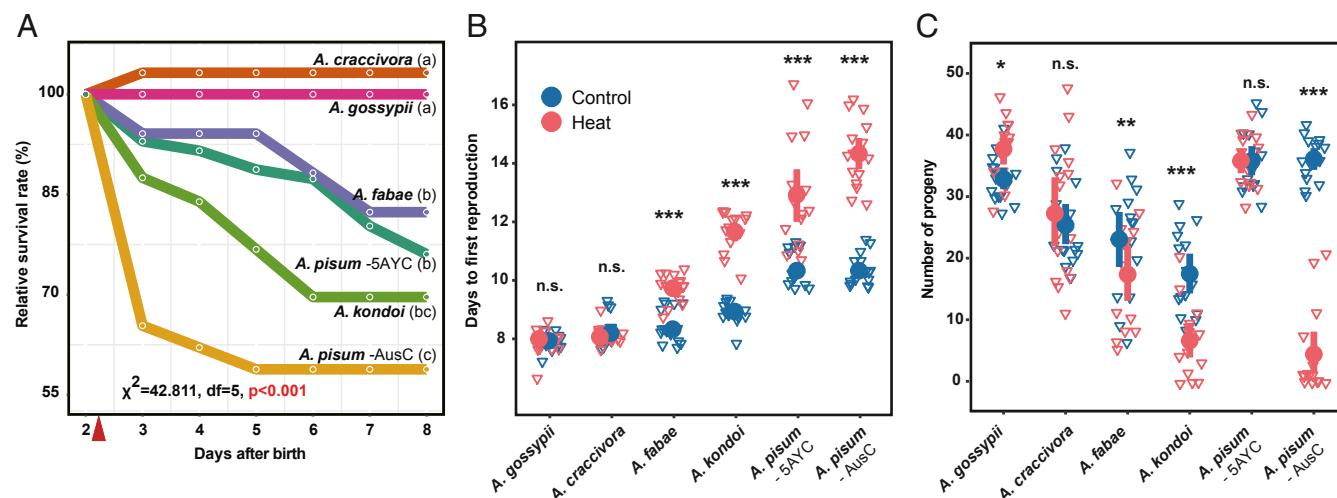 A
Relative survival rate (%)
100
85
70
55
A. craccivora (a)
A. gossypii (a)
A. fabae (b)
A. pisum -5AYC (b)
A. kondoi (bc)
A. pisum -AusC (c)
χ2=42.811, df=5, p<0.001
2 3 4 5 6 7 8
Days after birth
B
Days to first reproduction
16
14
12
10
8
Control
Heat
n.s. n.s. *** *** *** ***
A. gossypii
A. craccivora
A. fabae
A. kondoi
A. pisum
- 5AYC
A. pisum
- AusC
C
Number of progeny
50
40
30
20
10
0
* n.s. ** *** n.s. ***
A. gossypii
A. craccivora
A. fabae
A. kondoi
A. pisum
- 5AYC
A. pisum
- AusC